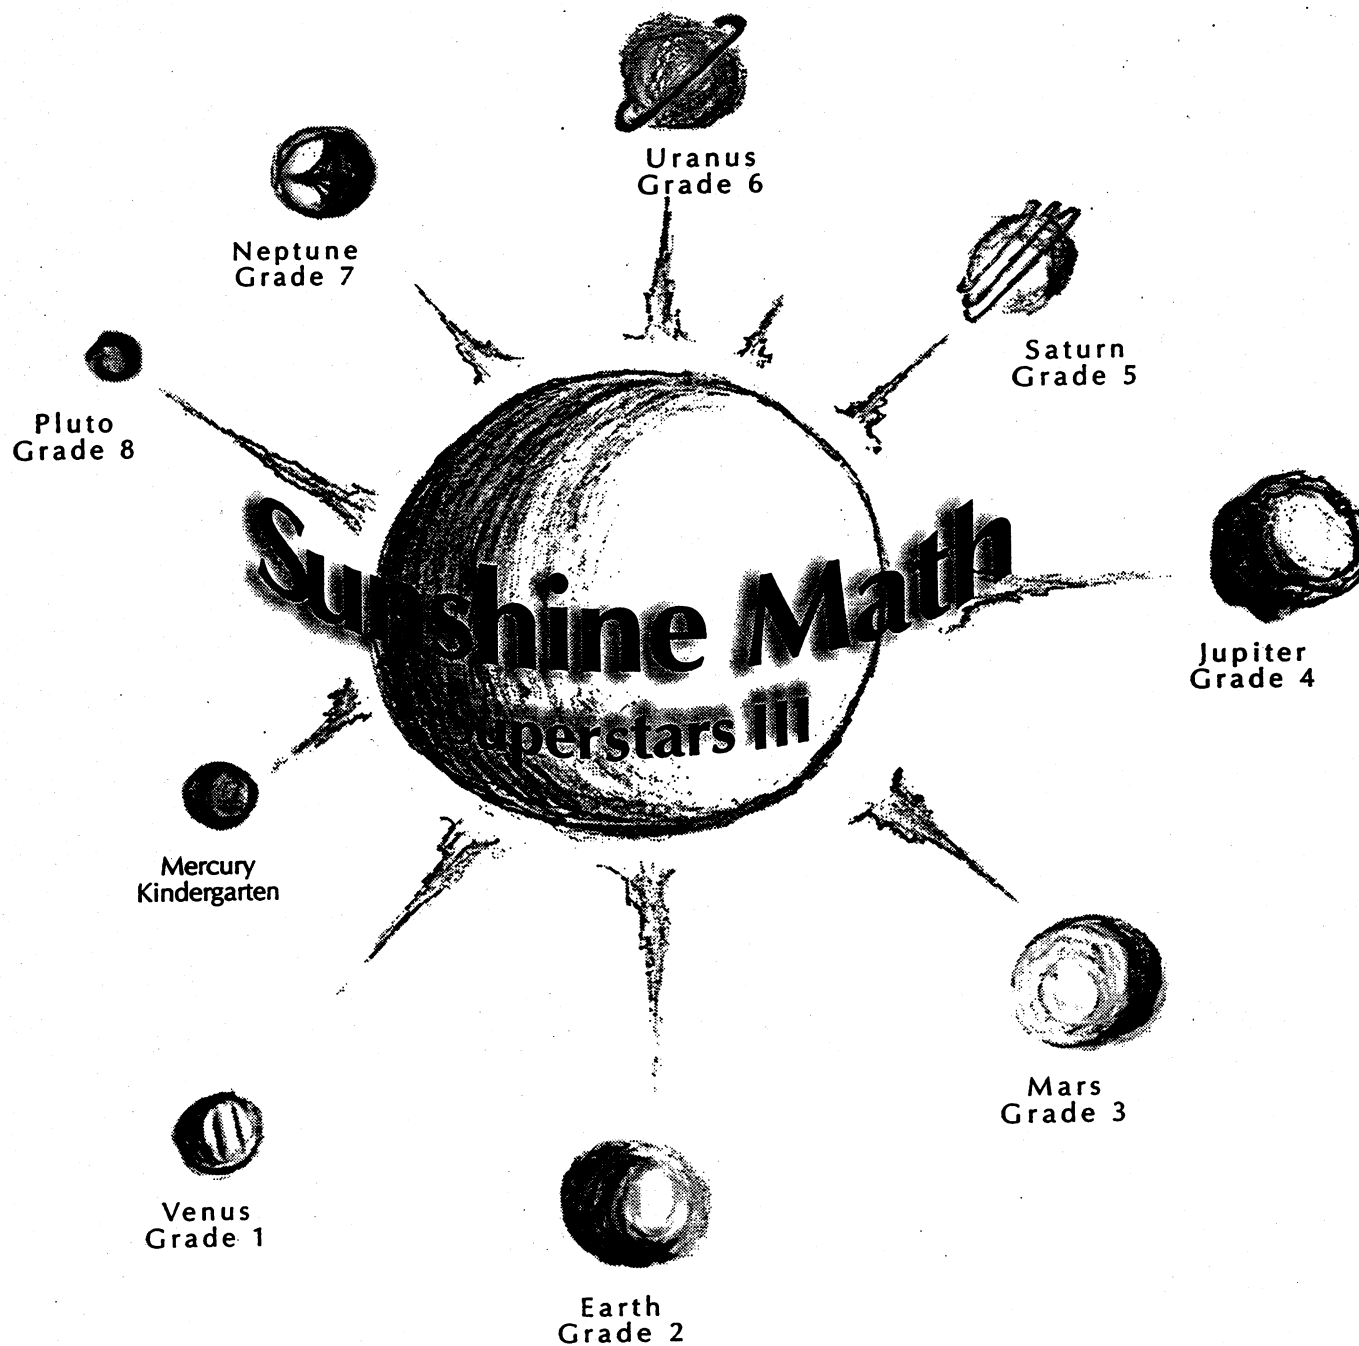 Uranus
Grade 6
Neptune
Grade 7
Saturn
Grade 5
Pluto
Grade 8
Sunshine Math
Superstars iii
Jupiter
Grade 4
Mercury
Kindergarten
Mars
Grade 3
Venus
Grade 1
Earth
Grade 2